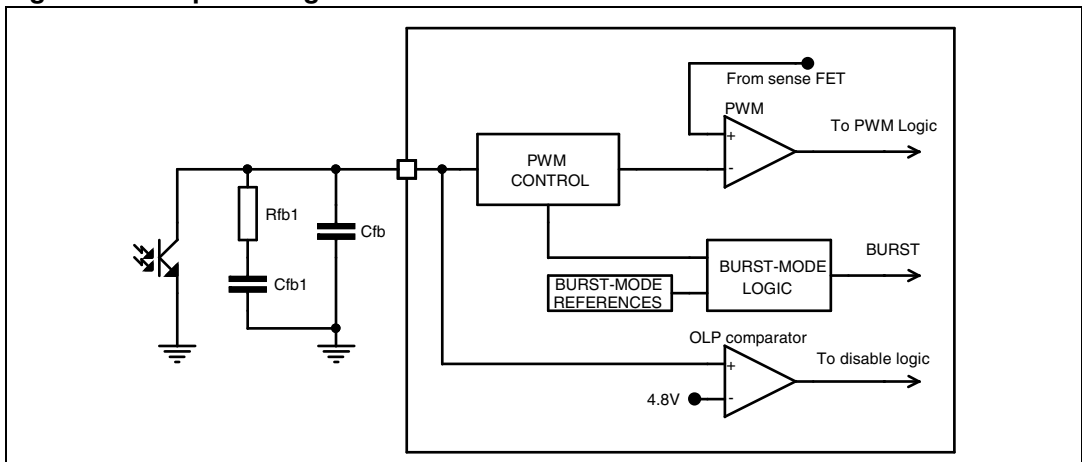 From sense FET
PWM
+
To PWM Logic
-
PWM
CONTROL
Rfb1
Cfb
Cfb1
BURST
BURST-MODE
LOGIC
BURST-MODE
REFERENCES
OLP comparator
To disable logic
+
4.8V
-